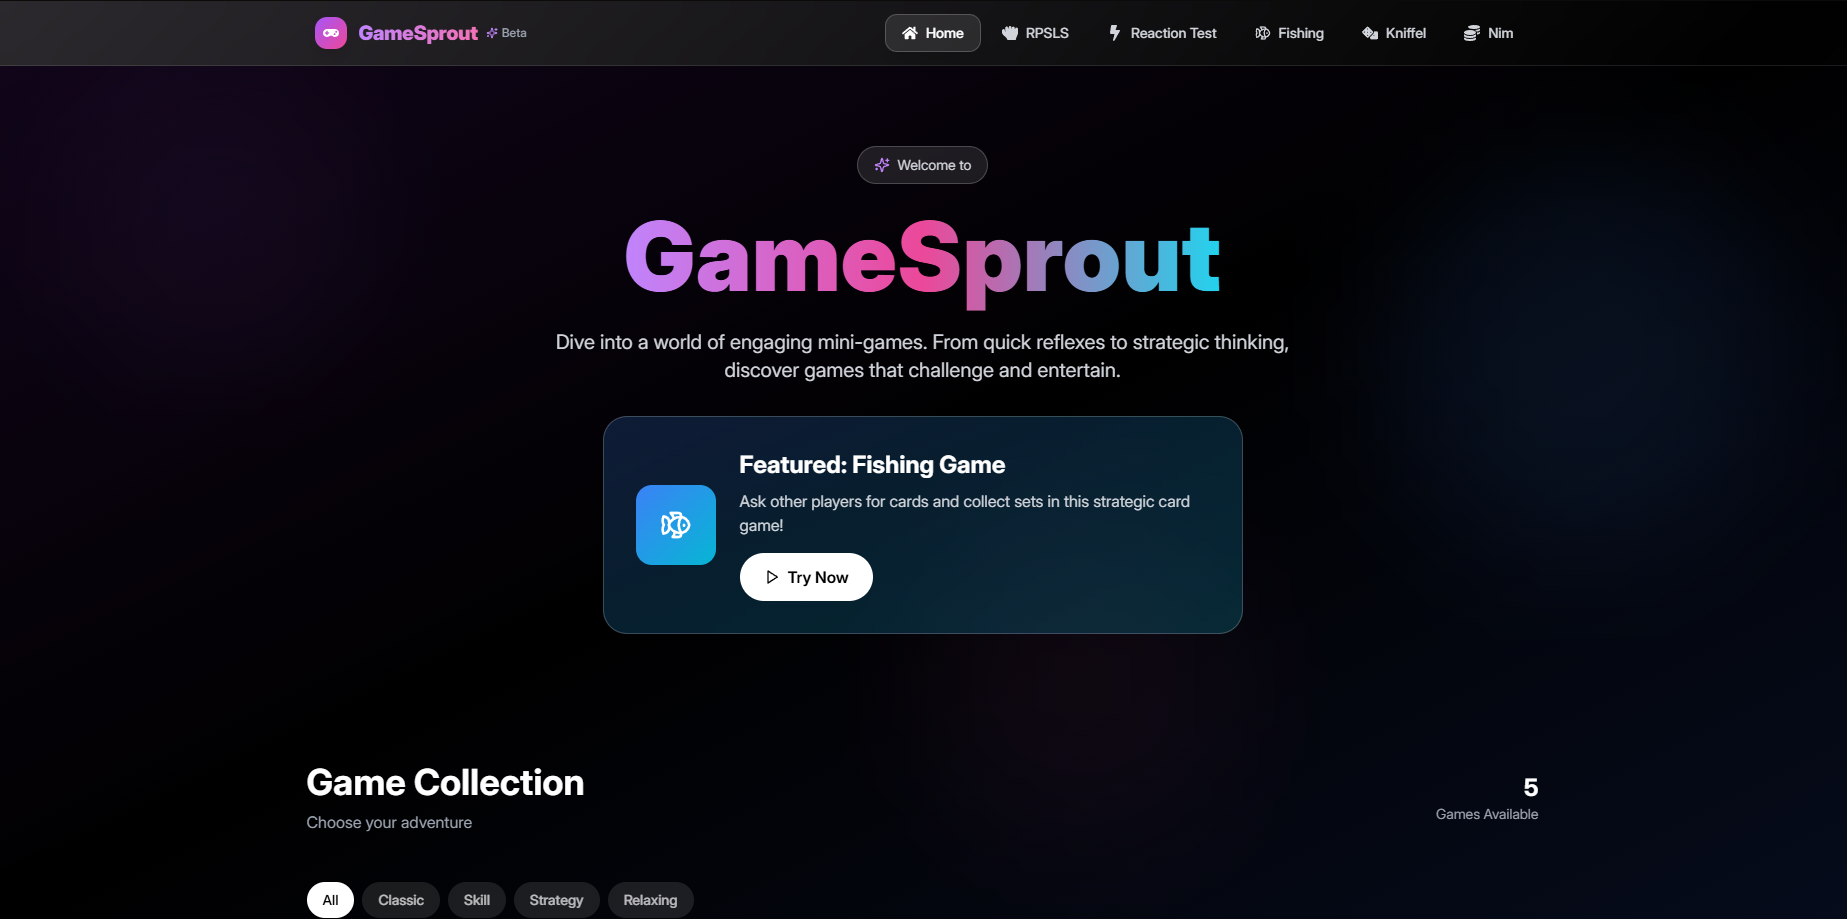 GameSprout
Beta
Home
RPSLS
Reaction Test
Fishing
Kniffel
Nim
Welcome to
GameSprout
Dive into a world of engaging mini-games. From quick reflexes to strategic thinking,
discover games that challenge and entertain.
Featured: Fishing Game
Ask other players for cards and collect sets in this strategic card
game!
Try Now
Game Collection
Choose your adventure
5
Games Available
All
Classic
Skill
Strategy
Relaxing